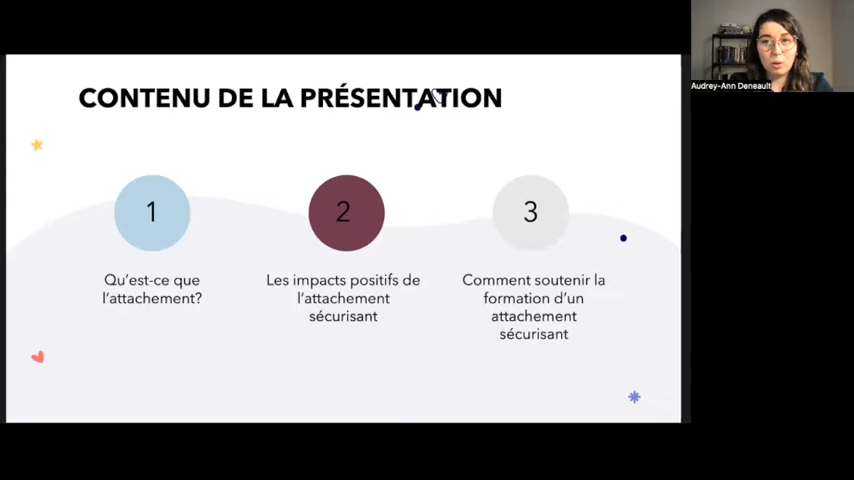 Audrey-Ann Deneault
CONTENU DE LA PRÉSENTATION
1
Qu'est-ce que
l'attachement?
2
Les impacts positifs de
l'attachement
sécurisant
3
Comment soutenir la
formation d'un
attachement
sécurisant